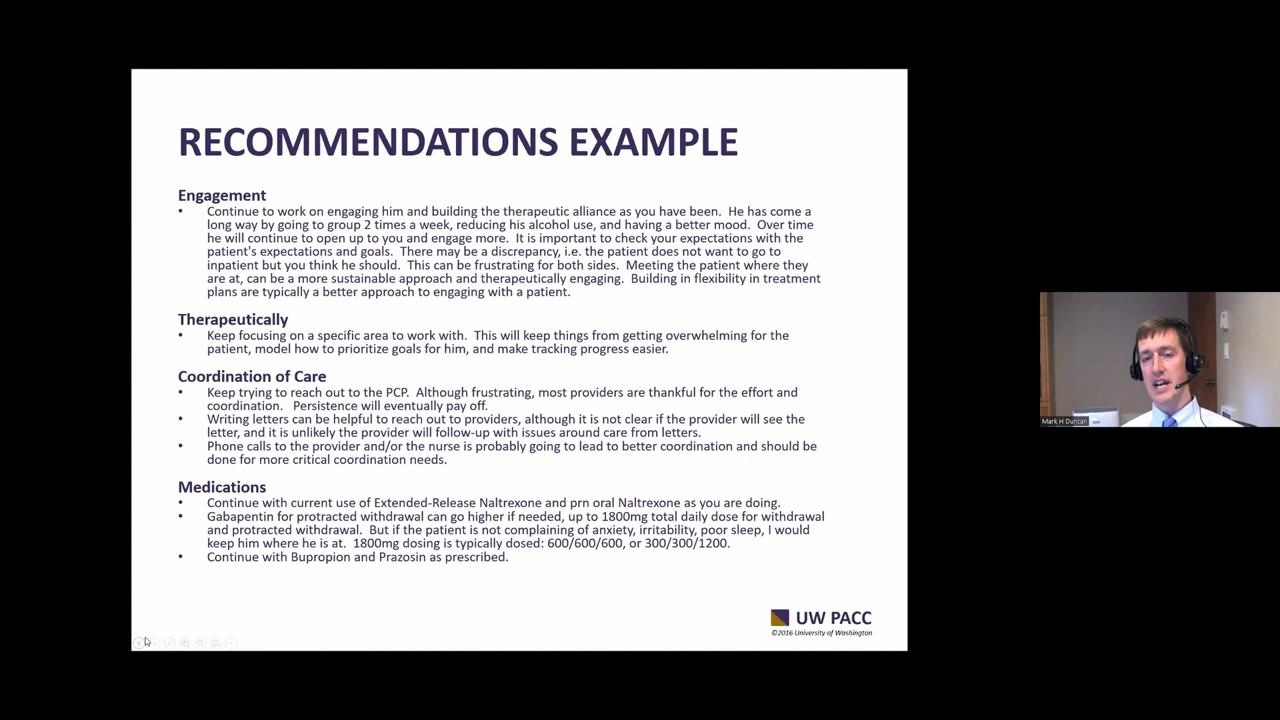 RECOMMENDATIONS EXAMPLE
Engagement
• Continue to work on engaging him and building the therapeutic alliance as you have been. He has come a
long way by going to group 2 times a week, reducing his alcohol use, and having a better mood. Over time
he will continue to open up to you and engage more. It is important to check your expectations with the
patient's expectations and goals. There may be a discrepancy, i.e. the patient does not want to go to
inpatient but you think he should. This can be frustrating for both sides. Meeting the patient where they
are at, can be a more sustainable approach and therapeutically engaging. Building in flexibility in treatment
plans are typically a better approach to engaging with a patient.
Therapeutically
• Keep focusing on a specific area to work with. This will keep things from getting overwhelming for the
patient, model how to prioritize goals for him, and make tracking progress easier.
Coordination of Care
• Keep trying to reach out to the PCP. Although frustrating, most providers are thankful for the effort and
coordination. Persistence will eventually pay off.
• Writing letters can be helpful to reach out to providers, although it is not clear if the provider will see the
letter, and it is unlikely the provider will follow-up with issues around care from letters.
• Phone calls to the provider and/or the nurse is probably going to lead to better coordination and should be
done for more critical coordination needs.
Medications
• Continue with current use of Extended-Release Naltrexone and prn oral Naltrexone as you are doing.
• Gabapentin for protracted withdrawal can go higher if needed, up to 1800mg total daily dose for withdrawal
and protracted withdrawal. But if the patient is not complaining of anxiety, irritability, poor sleep, I would
keep him where he is at. 1800mg dosing is typically dosed: 600/600/600, or 300/300/1200.
• Continue with Bupropion and Prazosin as prescribed.
UW PACC
©2016 University of Washington
Mark H Duncan